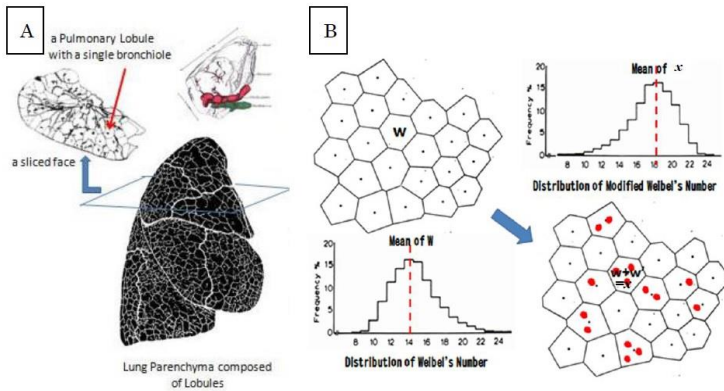 A
a Pulmonary Lobule
with a single bronchiole
a sliced face
Lung Parenchyma composed
of Lobules
B
W
Mean of W
Frequency %
20
15
10
5
0
8 10 12 14 16 18 20 22 24
Distribution of Weibel's Number
Mean of x
Frequency %
20
15
10
5
0
8 10 12 14 16 18 20 22 24
Distribution of Modified Weibel's Number
w+w'
=x